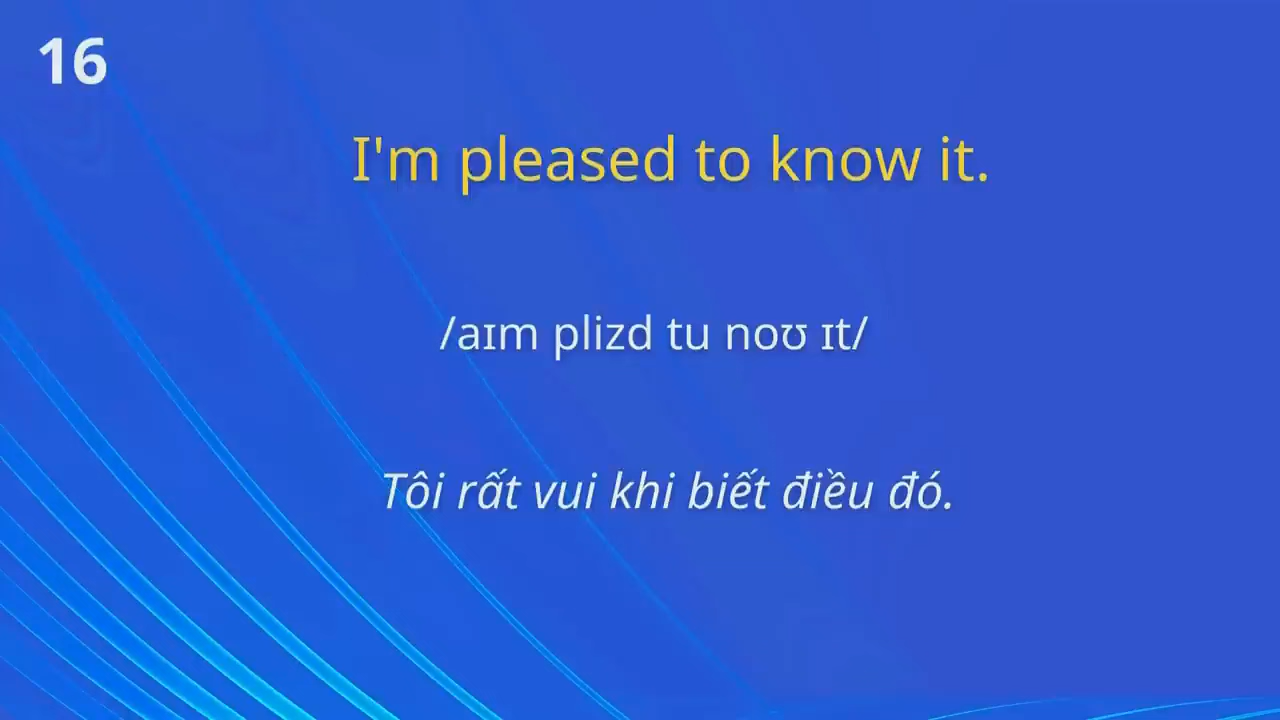 16
I'm pleased to know it.
/aɪm plizd tu noʊ ɪt/
Tôi rất vui khi biết điều đó.